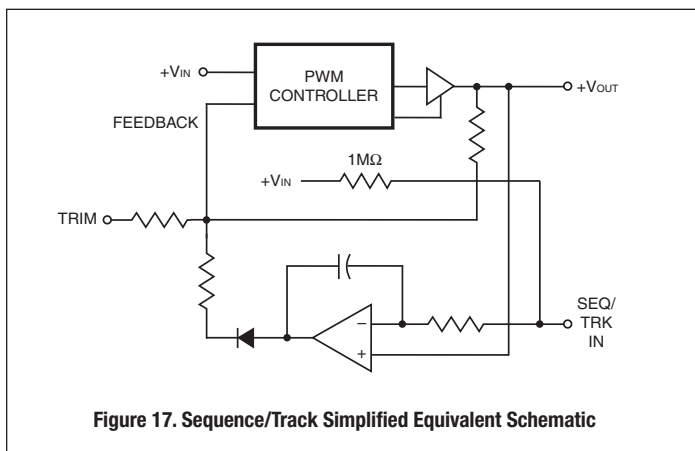 +VIN
PWM
CONTROLLER
+VOUT
FEEDBACK
1MΩ
+VIN
TRIM
SEQ/
TRK
IN
–
+
Figure 17. Sequence/Track Simplified Equivalent Schematic